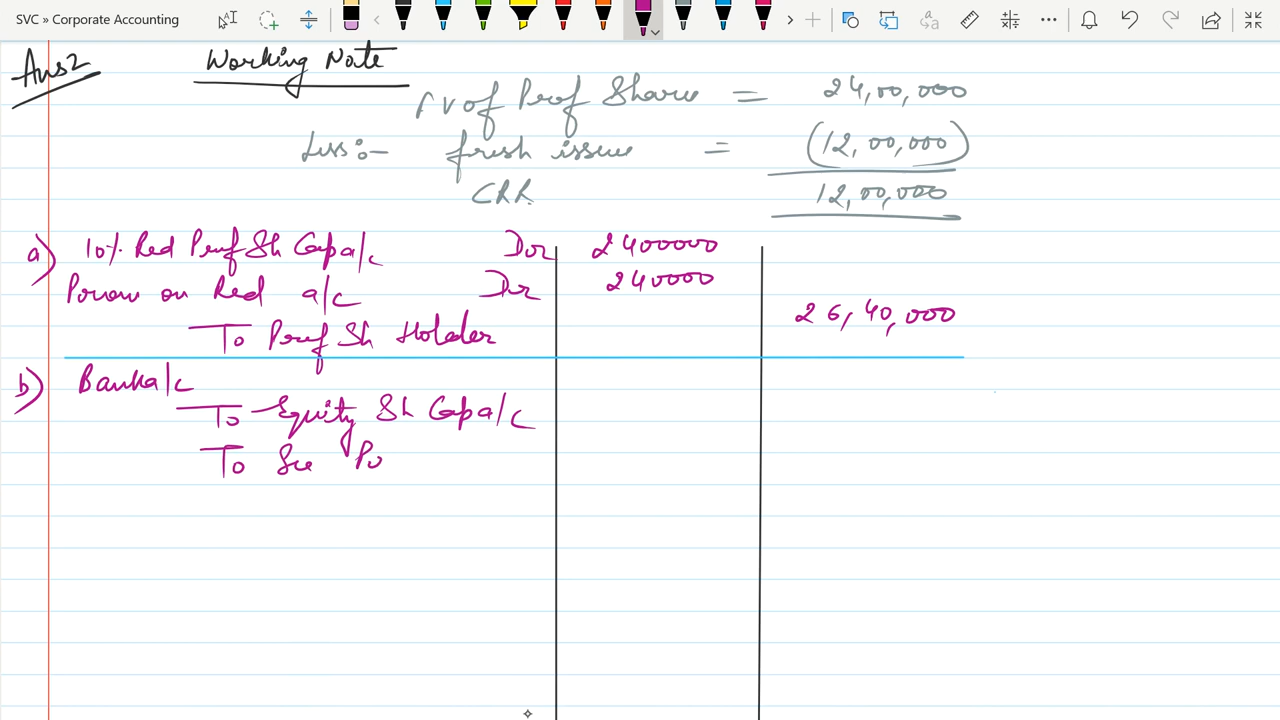 SVC » Corporate Accounting
Ans2 Working Note
FV of Pref Share = 24,00,000
Less:- fresh issue = (12,00,000)
CRR 12,00,000
a) 10% Red Pref Sh Cap a/c Dr 2400000
on Red a/c Dr 240000
To Pref Sh Holder 26,40,000
b) Bank a/c
To Equity Sh Cap a/c
To Sec Pr